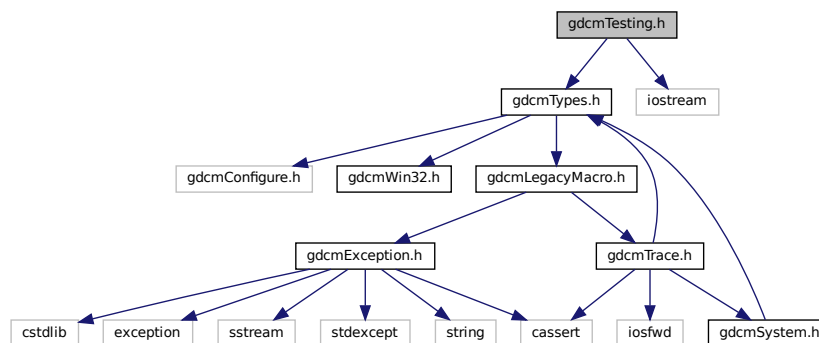 gdcmTesting.h
gdcmTypes.h
iostream
gdcmConfigure.h
gdcmWin32.h
gdcmLegacyMacro.h
gdcmException.h
gdcmTrace.h
cstdlib
exception
sstream
stdexcept
string
cassert
iosfwd
gdcmSystem.h